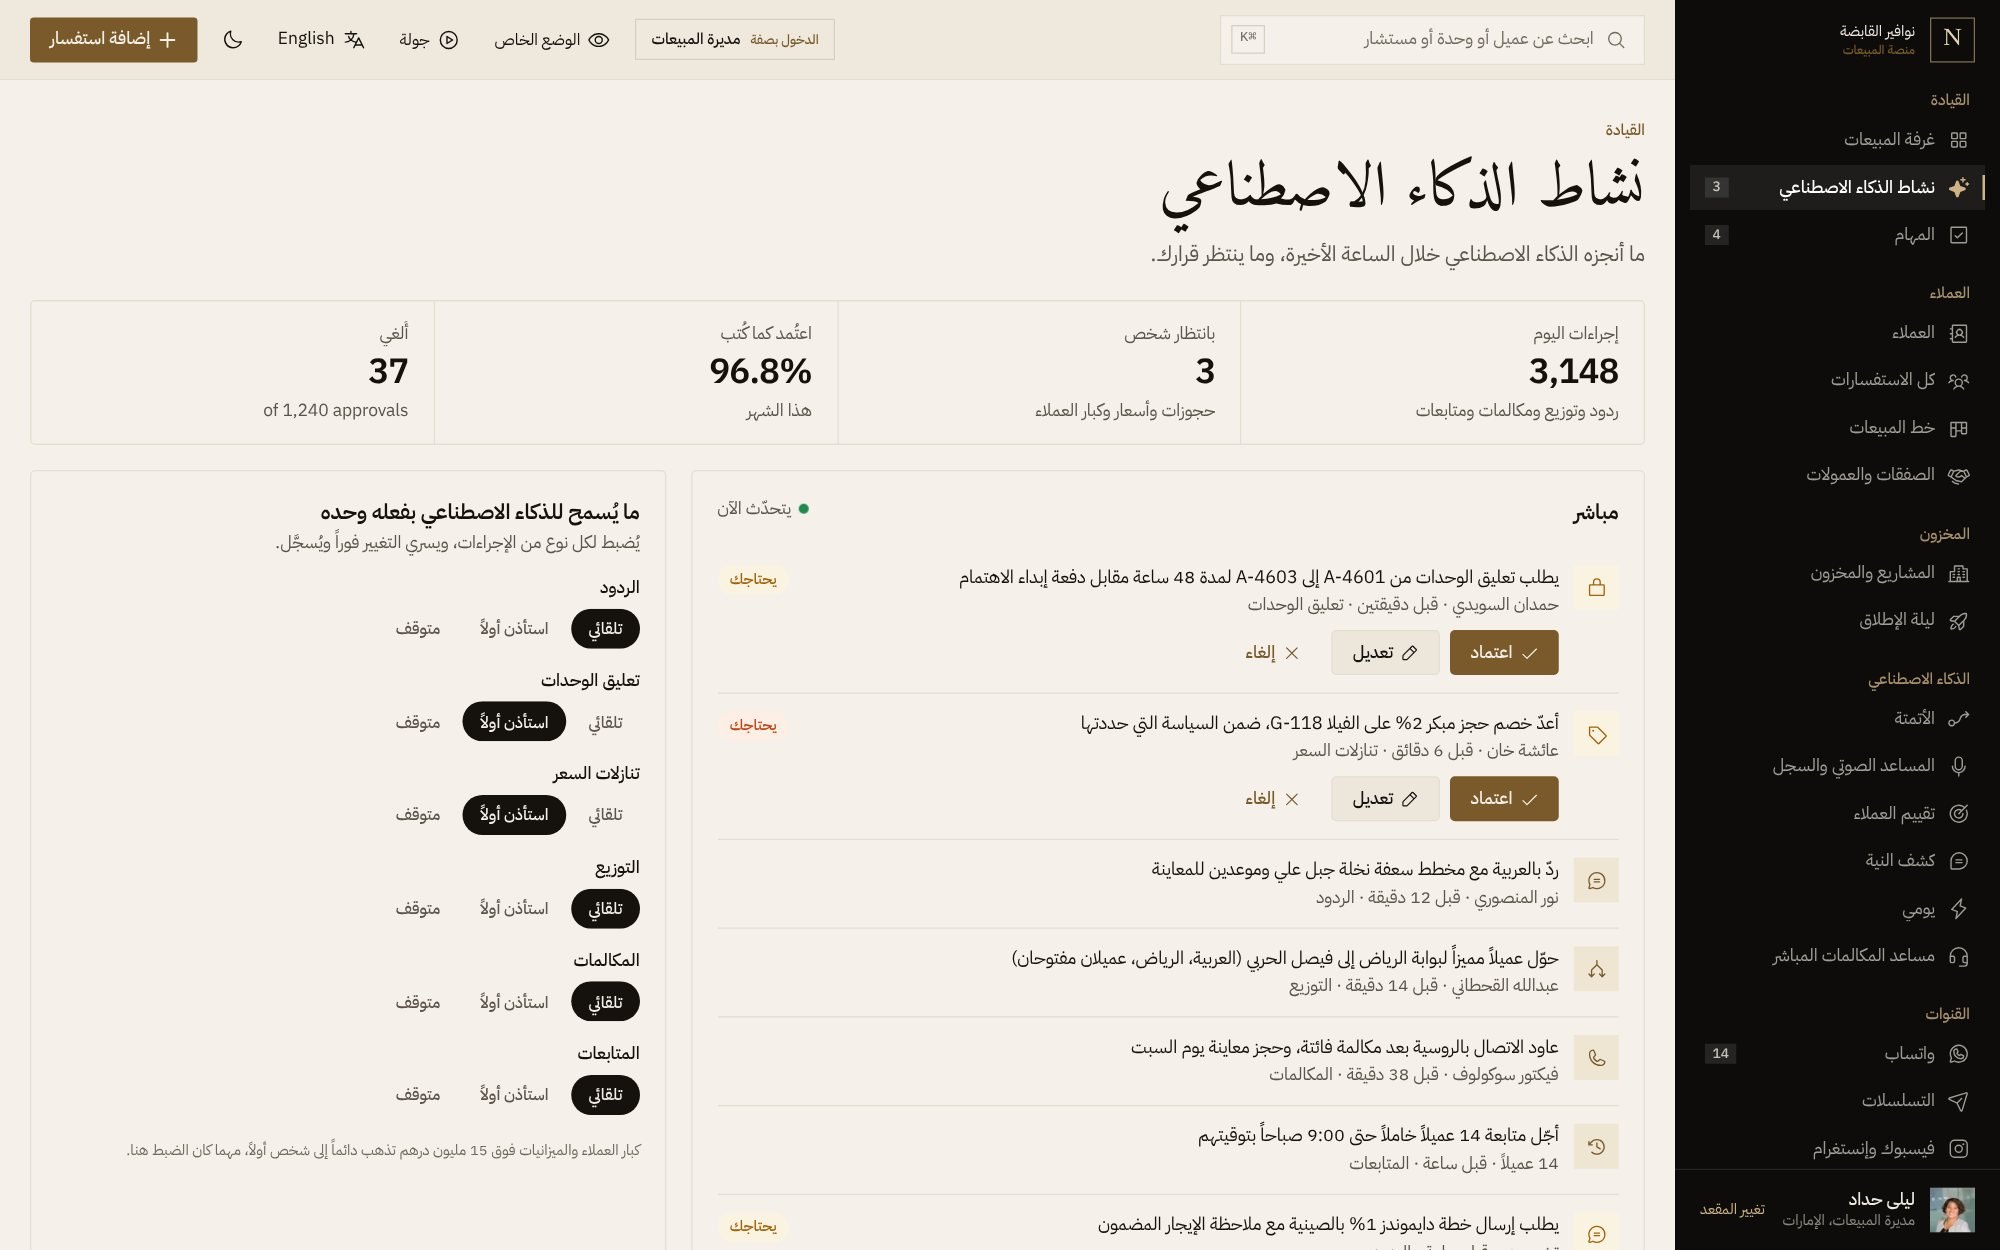 N
نوافير القابضة
منصة المبيعات
القيادة
غرفة المبيعات
نشاط الذكاء الاصطناعي
3
المهام
4
العملاء
العملاء
كل الاستفسارات
خط المبيعات
الصفقات والعمولات
المخزون
المشاريع والمخزون
ليلة الإطلاق
الذكاء الاصطناعي
الأتمتة
المساعد الصوتي والسجل
تقييم العملاء
كشف النية
يومي
مساعد المكالمات المباشر
القنوات
واتساب
14
التسلسلات
فيسبوك وإنستغرام
ليلى حداد
مديرة المبيعات، الإمارات
تغيير المقعد
ابحث عن عميل أو وحدة أو مستشار
⌘K
الدخول بصفة مديرة المبيعات
الوضع الخاص
جولة
English
إضافة استفسار
القيادة
نشاط الذكاء الاصطناعي
ما أنجزه الذكاء الاصطناعي خلال الساعة الأخيرة، وما ينتظر قرارك.
إجراءات اليوم
3,148
ردود وتوزيع ومكالمات ومتابعات
بانتظار شخص
3
حجوزات وأسعار وكبار العملاء
اعتُمد كما كُتب
96.8%
هذا الشهر
ألغي
37
of 1,240 approvals
مباشر
يتحدّث الآن
يطلب تعليق الوحدات من A-4601 إلى A-4603 لمدة 48 ساعة مقابل دفعة إبداء الاهتمام
يحتاجك
حمدان السويدي · قبل دقيقتين · تعليق الوحدات
اعتماد
تعديل
إلغاء
أعدّ خصم حجز مبكر 2% على الفيلا G-118، ضمن السياسة التي حددتها
يحتاجك
عائشة خان · قبل 6 دقائق · تنازلات السعر
اعتماد
تعديل
إلغاء
ردّ بالعربية مع مخطط سعفة نخلة جبل علي وموعدين للمعاينة
نور المنصوري · قبل 12 دقيقة · الردود
حوّل عميلاً مميزاً لبوابة الرياض إلى فيصل الحربي (العربية، الرياض، عميلان مفتوحان)
عبدالله القحطاني · قبل 14 دقيقة · التوزيع
عاود الاتصال بالروسية بعد مكالمة فائتة، وحجز معاينة يوم السبت
فيكتور سوكولوف · قبل 38 دقيقة · المكالمات
أجّل متابعة 14 عميلاً خاملاً حتى 9:00 صباحاً بتوقيتهم
14 عميلاً · قبل ساعة · المتابعات
يطلب إرسال خطة دايموندز 1% بالصينية مع ملاحظة الإيجار المضمون
يحتاجك
ما يُسمح للذكاء الاصطناعي بفعله وحده
يُضبط لكل نوع من الإجراءات، ويسري التغيير فوراً ويُسجَّل.
الردود
تلقائي
استأذن أولاً
متوقف
تعليق الوحدات
تلقائي
استأذن أولاً
متوقف
تنازلات السعر
تلقائي
استأذن أولاً
متوقف
التوزيع
تلقائي
استأذن أولاً
متوقف
المكالمات
تلقائي
استأذن أولاً
متوقف
المتابعات
تلقائي
استأذن أولاً
متوقف
كبار العملاء والميزانيات فوق 15 مليون درهم تذهب دائماً إلى شخص أولاً، مهما كان الضبط هنا.